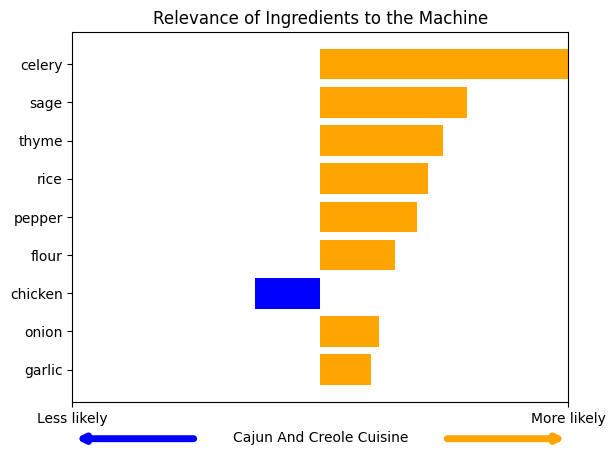 Relevance of Ingredients to the Machine
celery
sage
thyme
rice
pepper
flour
chicken
onion
garlic
Less likely More likely
Cajun And Creole Cuisine